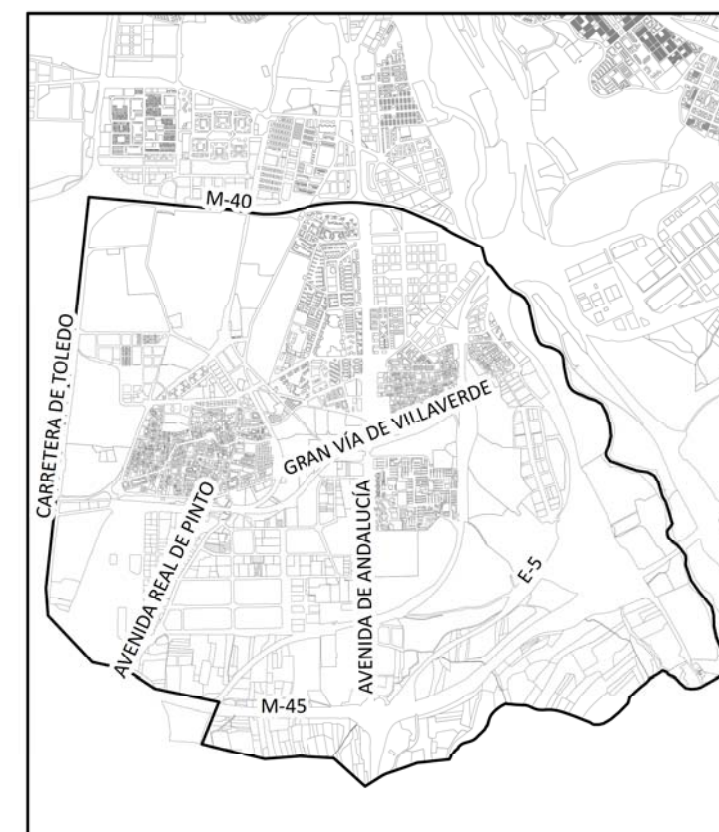 M-40
CARRETERA DE TOLEDO
GRAN VÍA DE VILLAVERDE
AVENIDA REAL DE PINTO
AVENIDA DE ANDALUCÍA
E-5
M-45